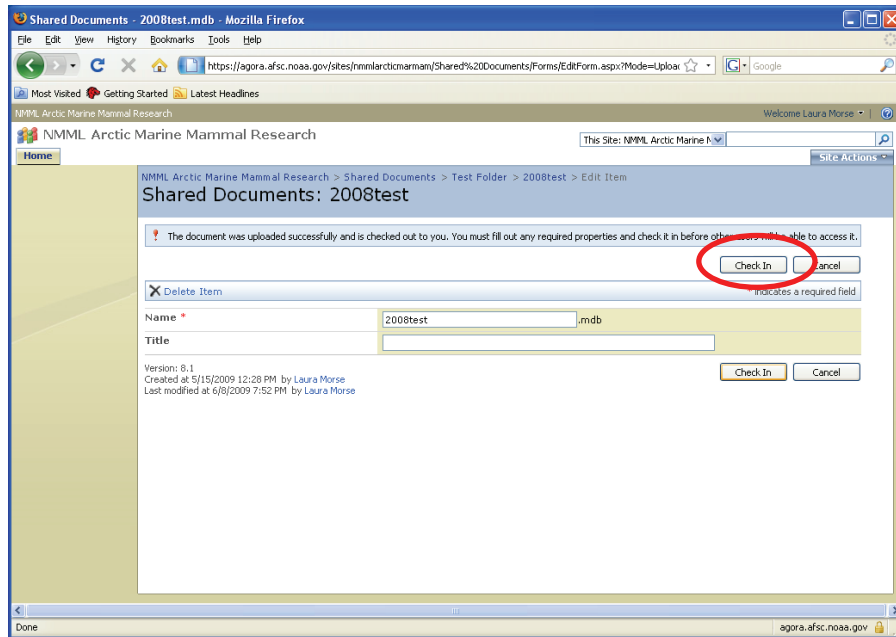 Shared Documents - 2008test.mdb - Mozilla Firefox
File Edit View History Bookmarks Tools Help
https://agora.afsc.noaa.gov/sites/nmmlarcticmarmam/Shared%20Documents/Forms/EditForm.aspx?Mode=Uploa
G Google
Most Visited Getting Started Latest Headlines
NMML Arctic Marine Mammal Research Welcome Laura Morse
NMML Arctic Marine Mammal Research
This Site: NMML Arctic Marine
Home Site Actions
NMML Arctic Marine Mammal Research > Shared Documents > Test Folder > 2008test > Edit Item
Shared Documents: 2008test
The document was uploaded successfully and is checked out to you. You must fill out any required properties and check it in before other users will be able to access it.
Check In Cancel
Delete Item * indicates a required field
Name * 2008test .mdb
Title
Version: 8.1
Created at 5/15/2009 12:28 PM by Laura Morse
Last modified at 6/8/2009 7:52 PM by Laura Morse
Check In Cancel
Done agora.afsc.noaa.gov